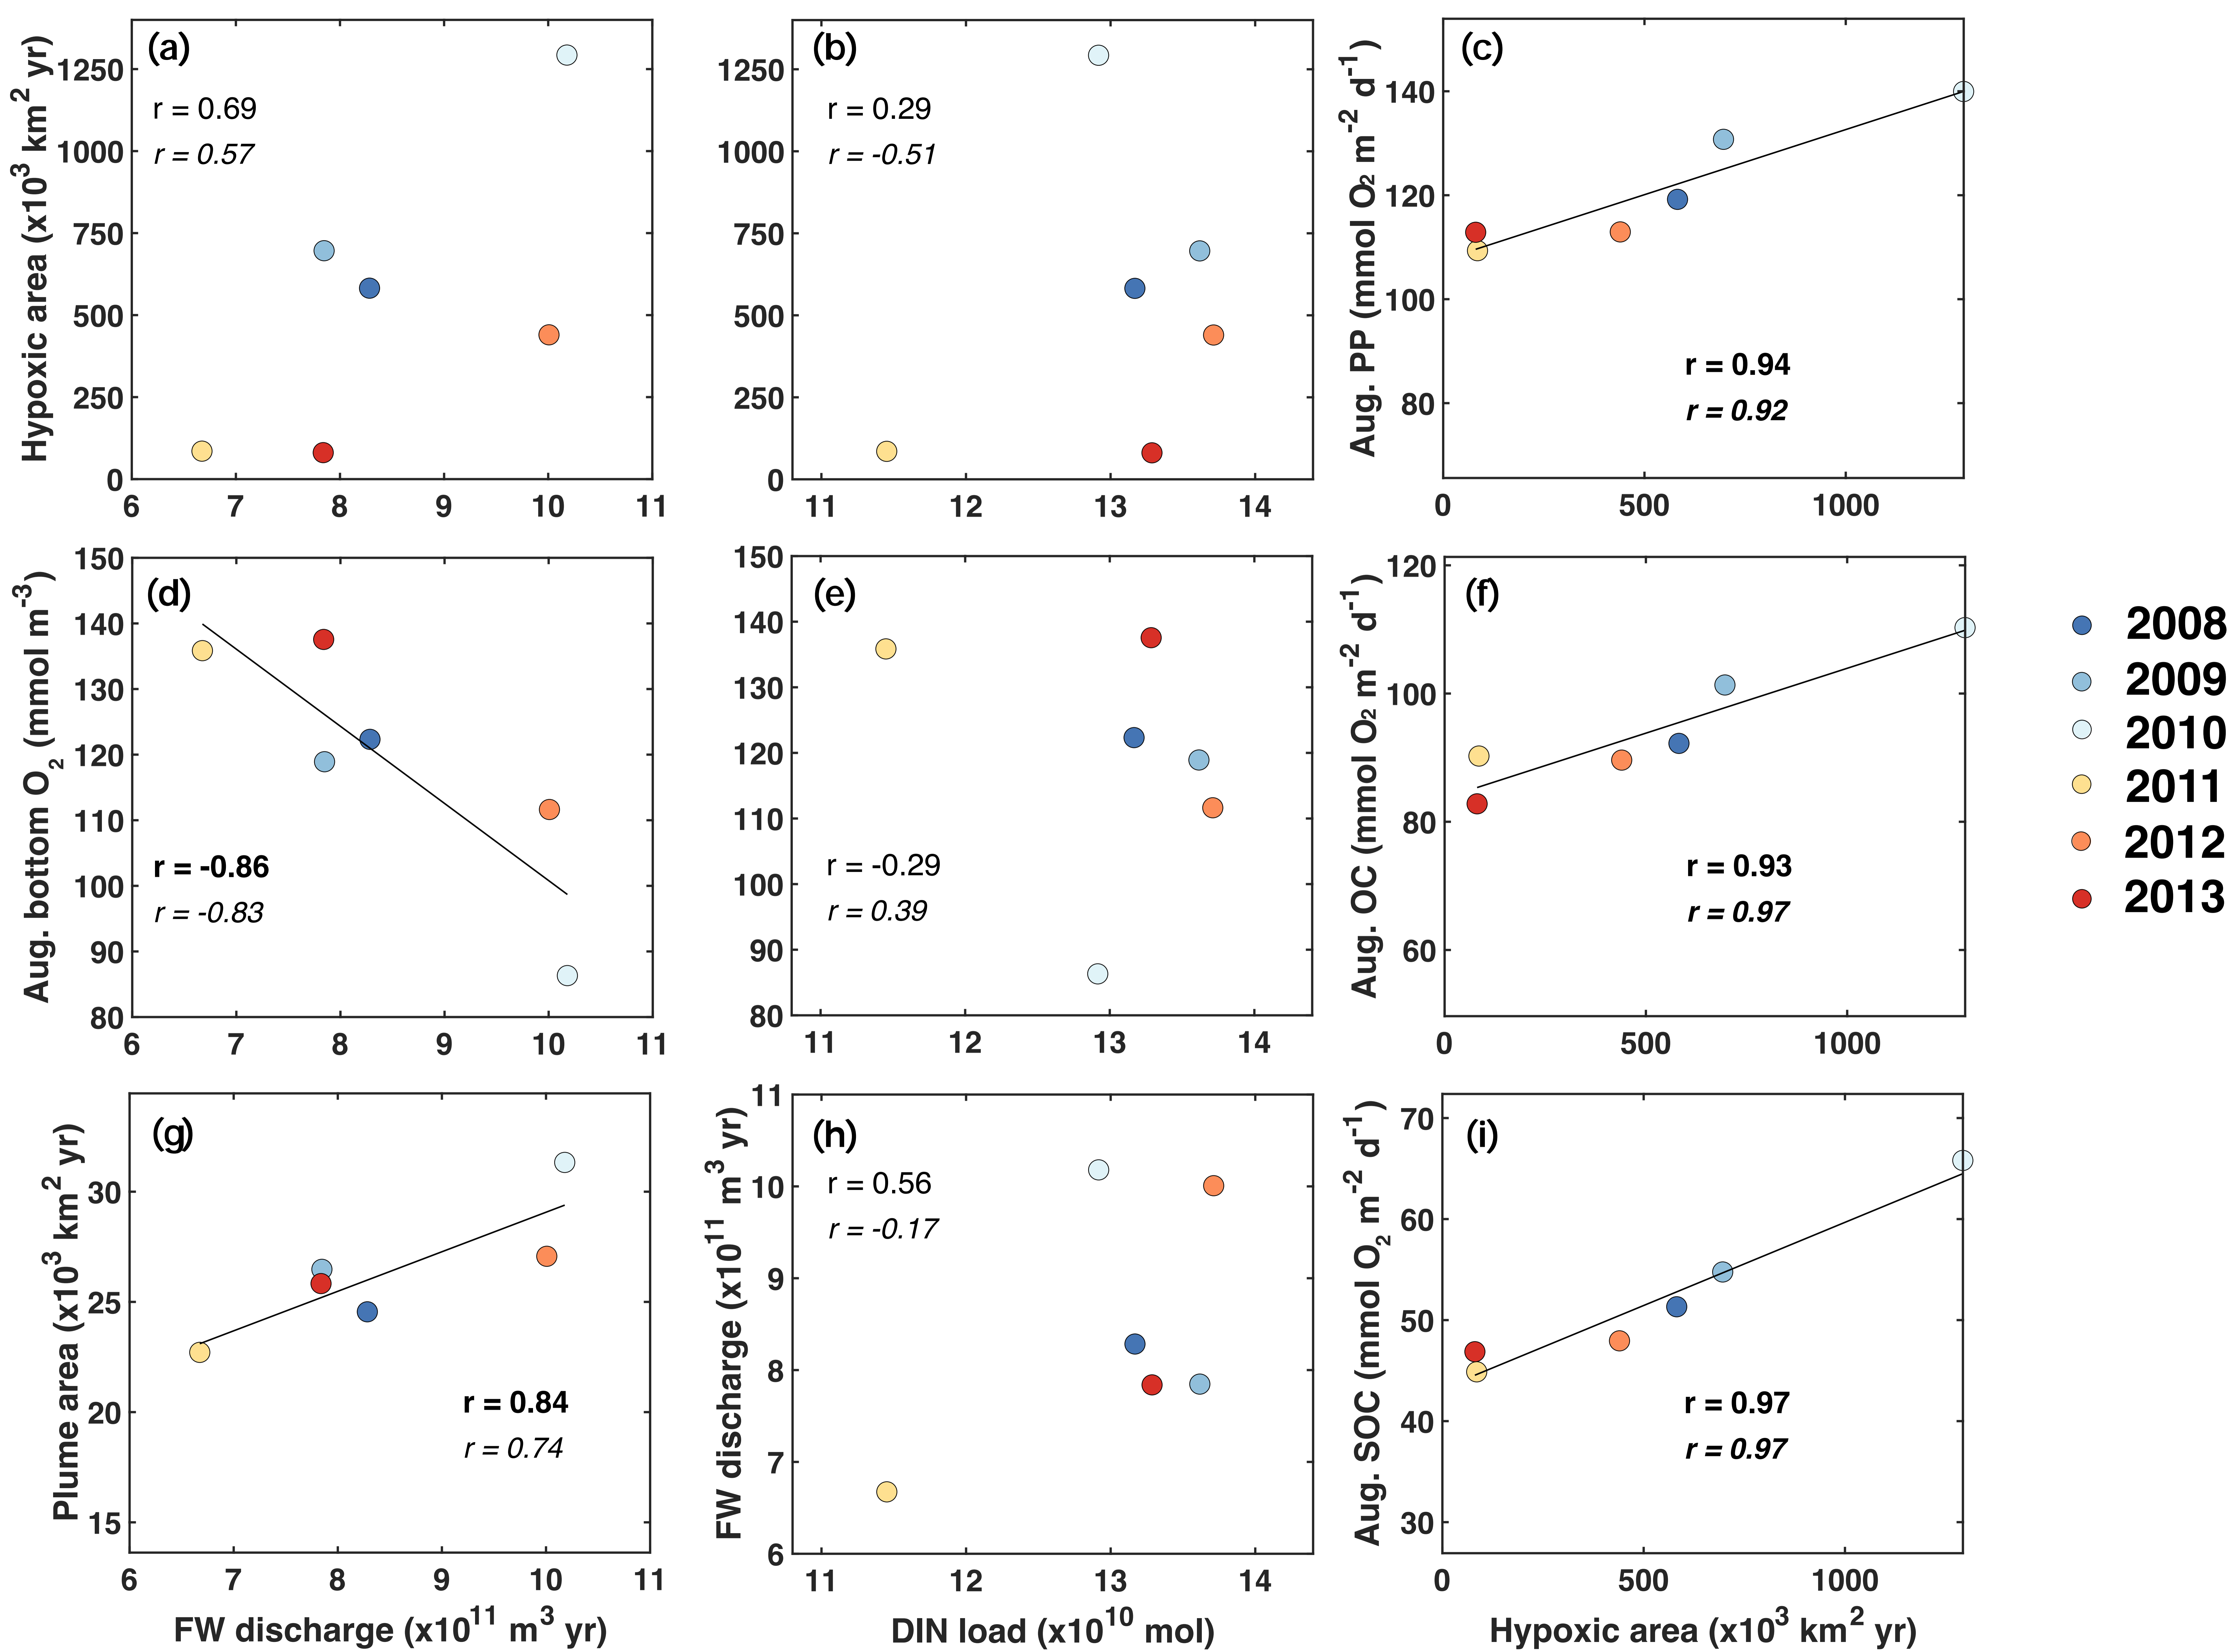 (a)
r = 0.69
r = 0.57
Hypoxic area (x10³ km² yr)
1250
1000
750
500
250
0
6 7 8 9 10 11
(b)
r = 0.29
r = -0.51
1250
1000
750
500
250
0
11 12 13 14
(c)
Aug. PP (mmol O₂ m⁻² d⁻¹)
140
120
100
80
r = 0.94
r = 0.92
0 500 1000
(d)
Aug. bottom O₂ (mmol m⁻³)
150
140
130
120
110
100
90
80
r = -0.86
r = -0.83
6 7 8 9 10 11
(e)
150
140
130
120
110
100
90
80
r = -0.29
r = 0.39
11 12 13 14
(f)
Aug. OC (mmol O₂ m⁻² d⁻¹)
120
100
80
60
r = 0.93
r = 0.97
0 500 1000
2008
2009
2010
2011
2012
2013
(g)
Plume area (x10³ km² yr)
30
25
20
15
r = 0.84
r = 0.74
6 7 8 9 10 11
FW discharge (x10¹¹ m³ yr)
(h)
r = 0.56
r = -0.17
FW discharge (x10¹¹ m³ yr)
11
10
9
8
7
6
11 12 13 14
DIN load (x10¹⁰ mol)
(i)
Aug. SOC (mmol O₂ m⁻² d⁻¹)
70
60
50
40
30
r = 0.97
r = 0.97
0 500 1000
Hypoxic area (x10³ km² yr)